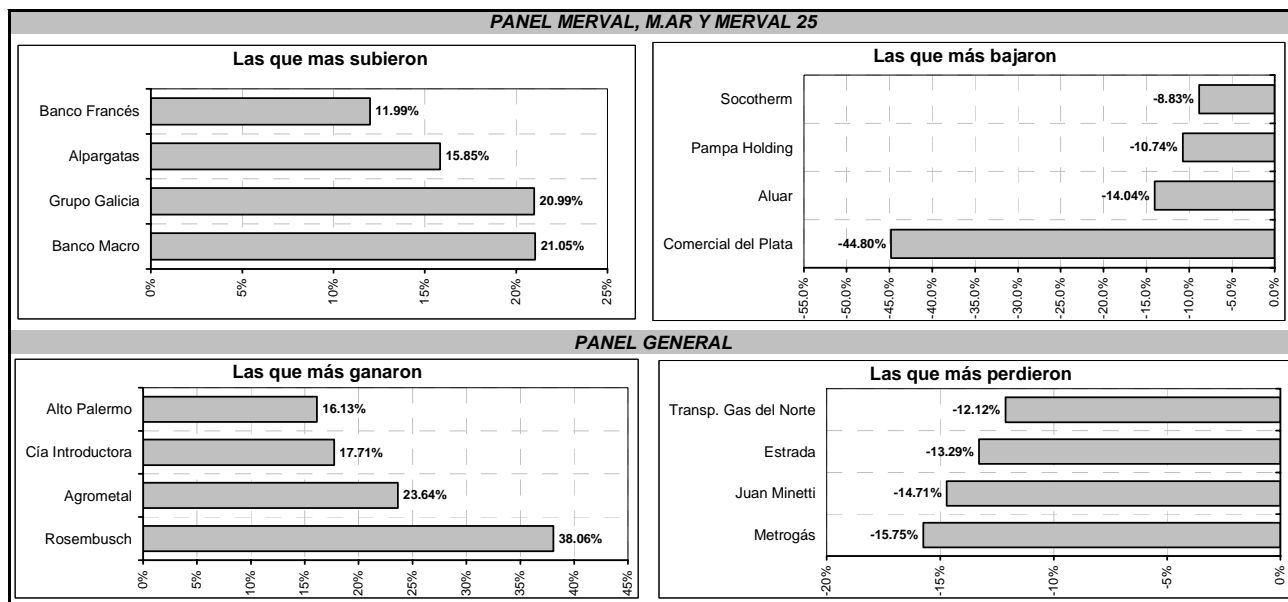 PANEL MERVAL, M.AR Y MERVAL 25
Las que mas subieron
Banco Francés
11.99%
Alpargatas
15.85%
Grupo Galicia
20.99%
Banco Macro
21.05%
0%
5%
10%
15%
20%
25%
Las que más bajaron
Socotherm
-8.83%
Pampa Holding
-10.74%
Aluar
-14.04%
Comercial del Plata
-44.80%
-55.0%
-50.0%
-45.0%
-40.0%
-35.0%
-30.0%
-25.0%
-20.0%
-15.0%
-10.0%
-5.0%
0.0%
PANEL GENERAL
Las que más ganaron
Alto Palermo
16.13%
Cía Introductora
17.71%
Agrometal
23.64%
Rosembusch
38.06%
0%
5%
10%
15%
20%
25%
30%
35%
40%
45%
Las que más perdieron
Transp. Gas del Norte
-12.12%
Estrada
-13.29%
Juan Minetti
-14.71%
Metrogás
-15.75%
-20%
-15%
-10%
-5%
0%